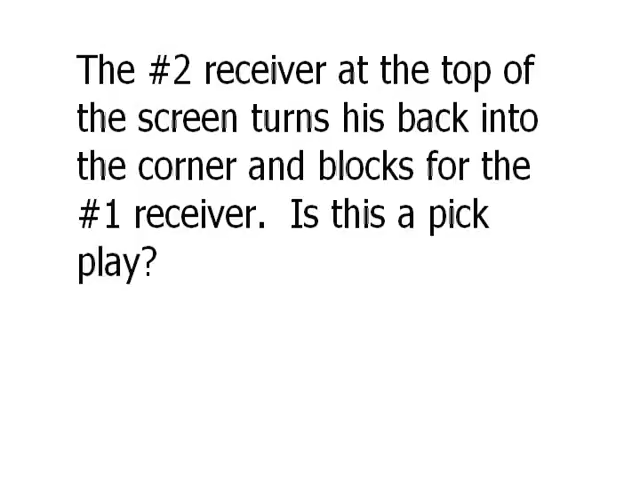 The #2 receiver at the top of
the screen turns his back into
the corner and blocks for the
#1 receiver.  Is this a pick
play?